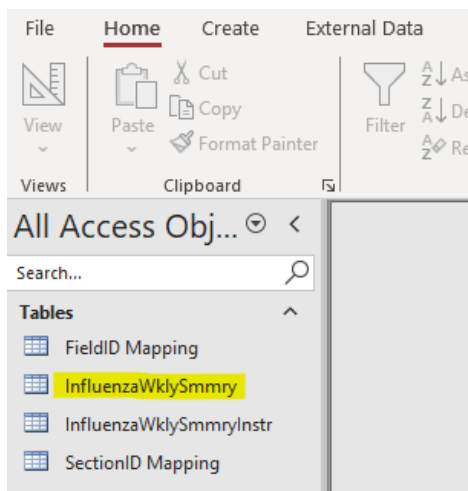 File Home Create External Data
View
Paste
Cut
Copy
Format Painter
Filter
Views
Clipboard
All Access Obj...
Search...
Tables
FieldID Mapping
InfluenzaWklySmmry
InfluenzaWklySmmryInstr
SectionID Mapping